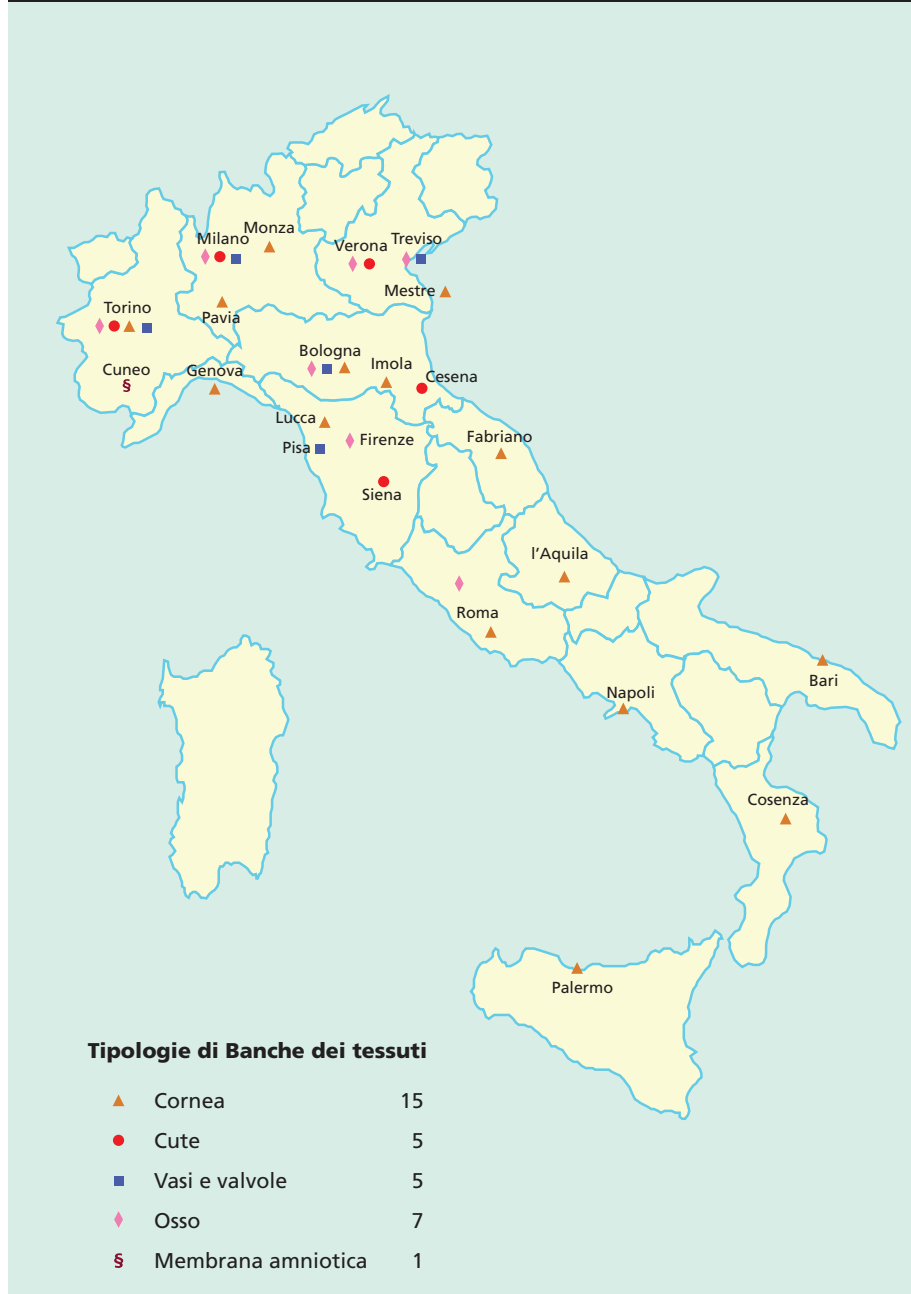 Monza
Milano
Verona Treviso
Mestre
Torino
Pavia
Bologna
Imola
Cuneo
Genova
Cesena
Lucca
Fabriano
Firenze
Pisa
Siena
l'Aquila
Roma
Bari
Napoli
Cosenza
Palermo
Tipologie di Banche dei tessuti
Cornea 15
Cute 5
Vasi e valvole 5
Osso 7
§ Membrana amniotica 1